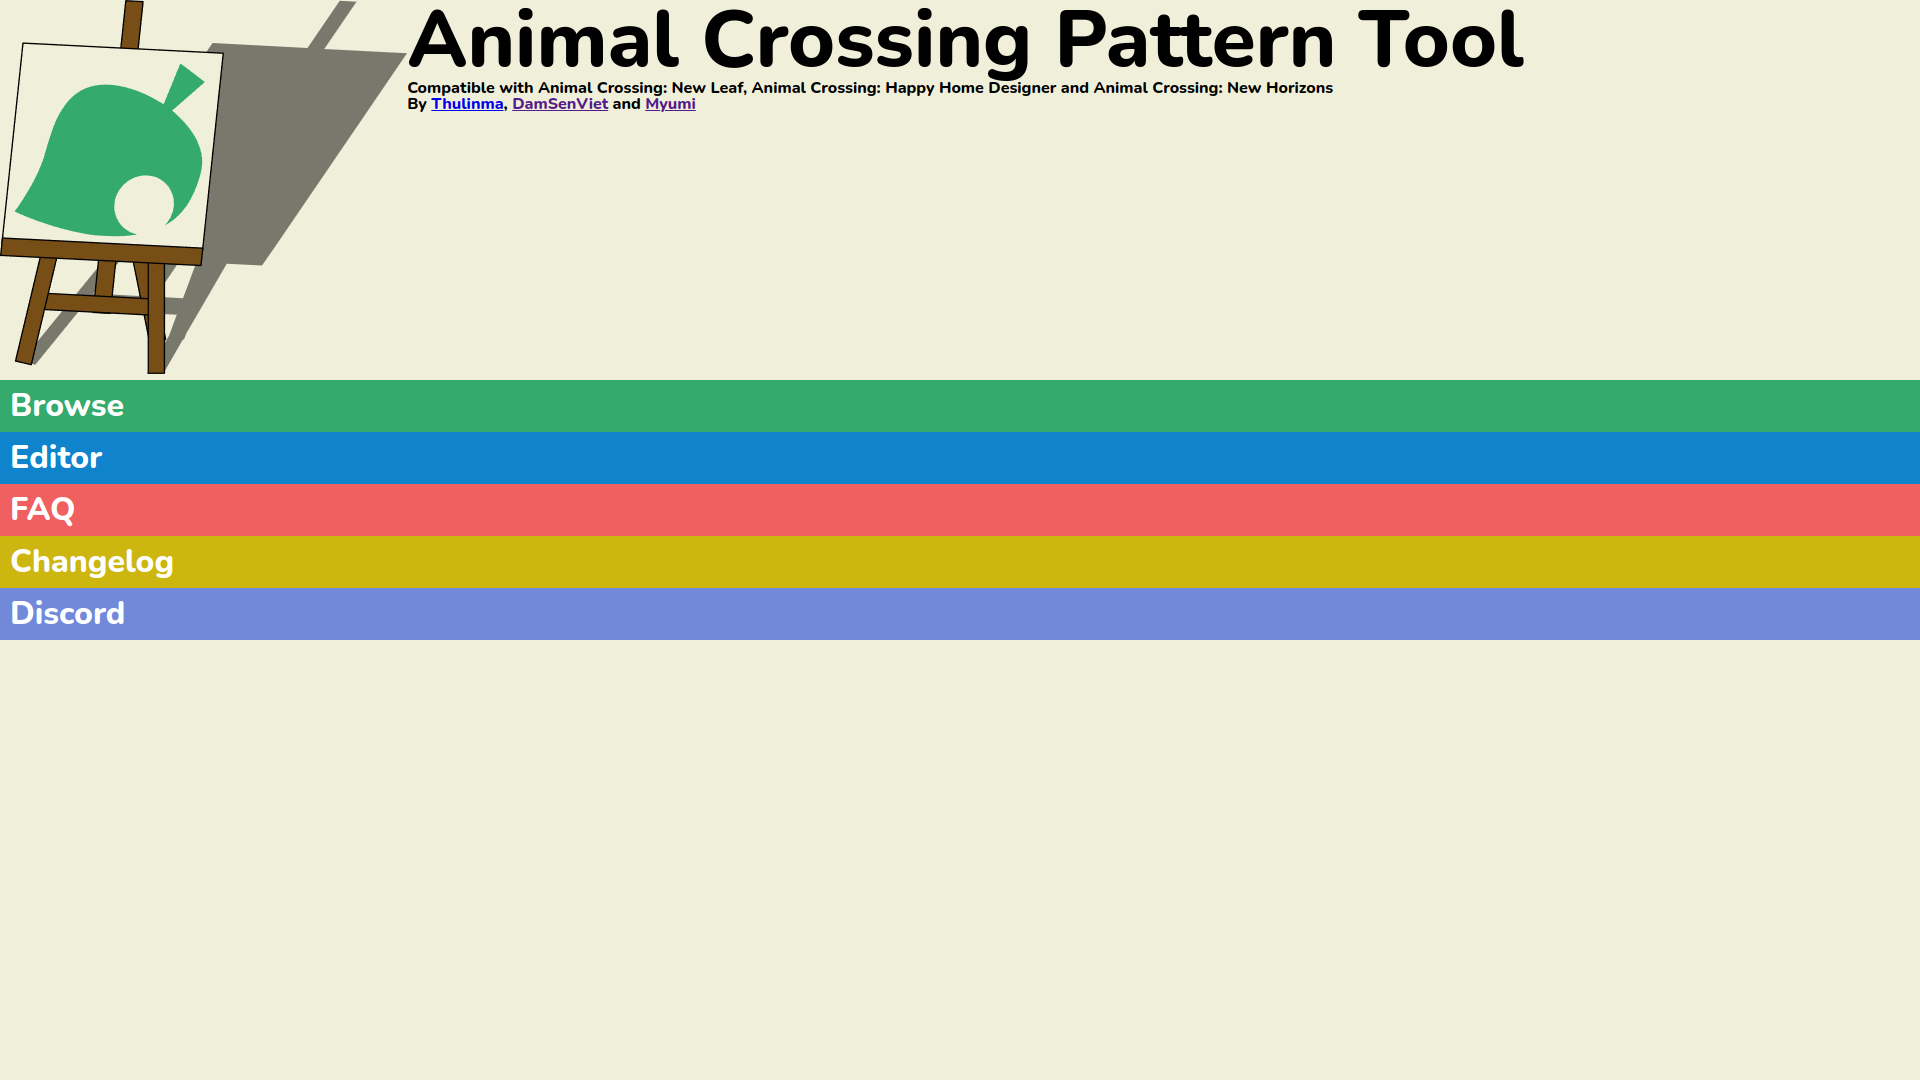 Animal Crossing Pattern Tool
Compatible with Animal Crossing: New Leaf, Animal Crossing: Happy Home Designer and Animal Crossing: New Horizons
By Thulinma, DamSenViet and Myumi
Browse
Editor
FAQ
Changelog
Discord